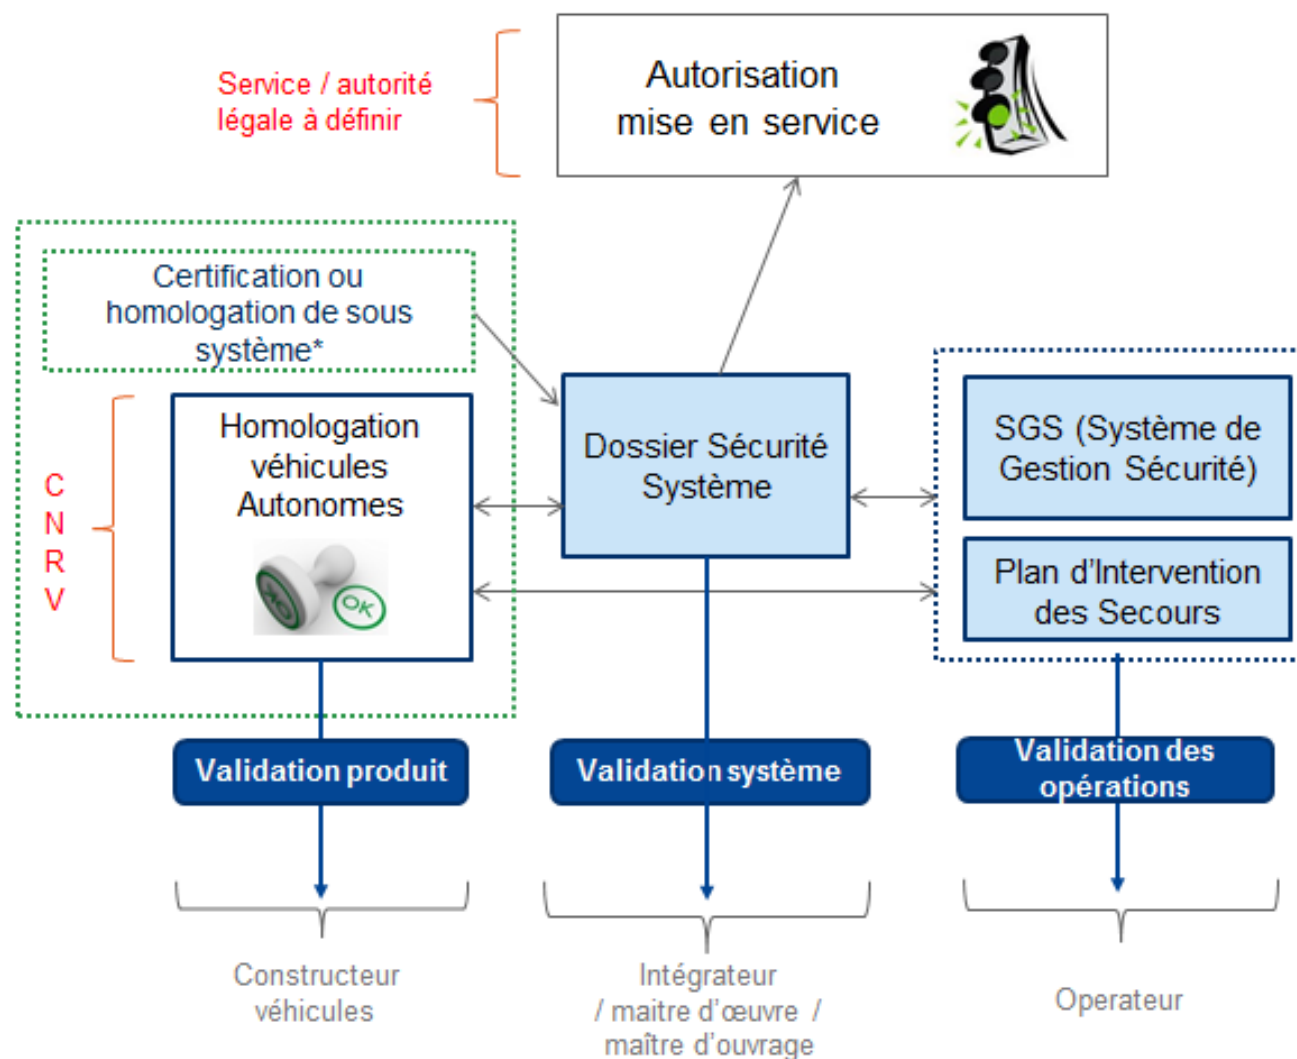 Service / autorité
légale à définir
Autorisation
mise en service
Certification ou
homologation de sous
système*
C
N
R
V
Homologation
véhicules
Autonomes
OK
OK
Dossier Sécurité
Système
SGS (Système de
Gestion Sécurité)
Plan d'Intervention
des Secours
Validation produit
Validation système
Validation des
opérations
Constructeur
véhicules
Intégrateur
/ maitre d'œuvre /
maître d'ouvrage
Operateur